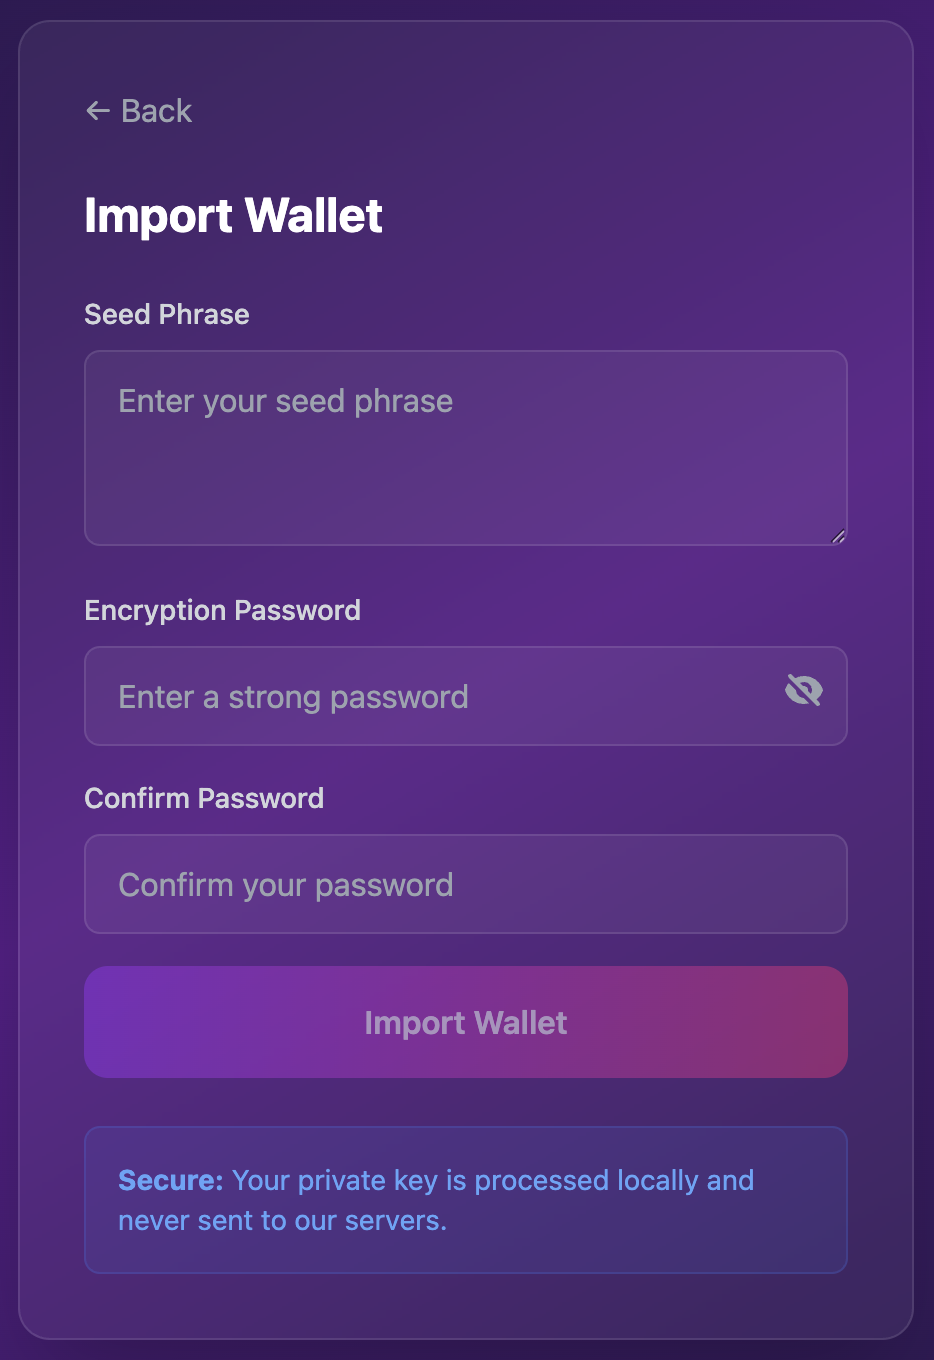 ← Back
Import Wallet
Seed Phrase
Enter your seed phrase
Encryption Password
Enter a strong password
Confirm Password
Confirm your password
Import Wallet
Secure: Your private key is processed locally and
never sent to our servers.